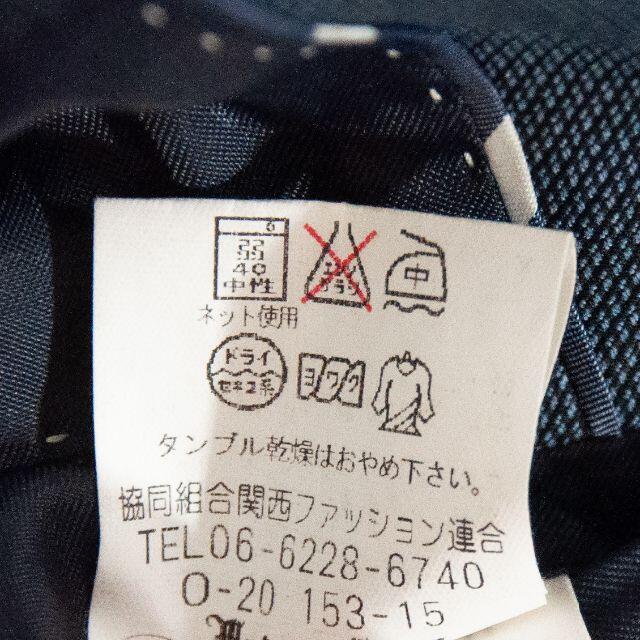 弱
40
中性
エンソ
サラシ
中
ネット使用
ドライ
セキユ系
ヨワク
タンブル乾燥はおやめ下さい。
協同組合関西ファッション連合
TEL06-6228-6740
O-20 153-15